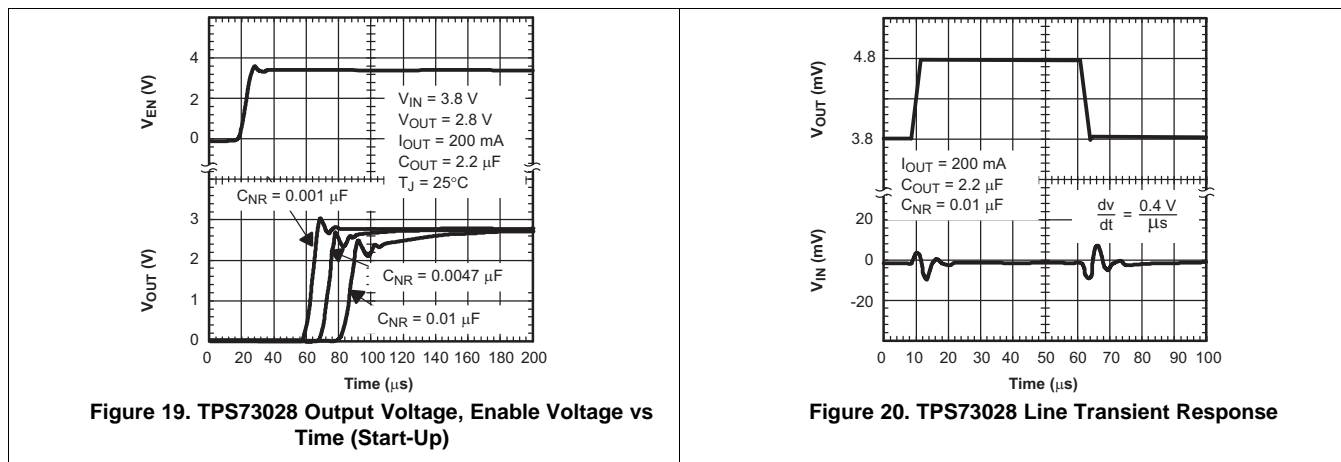 4
2
0
V_EN (V)
V_IN = 3.8 V
V_OUT = 2.8 V
I_OUT = 200 mA
C_OUT = 2.2 μF
T_J = 25°C
C_NR = 0.001 μF
3
2
1
0
V_OUT (V)
C_NR = 0.0047 μF
C_NR = 0.01 μF
0 20 40 60 80 100 120 140 160 180 200
Time (μs)
Figure 19. TPS73028 Output Voltage, Enable Voltage vs
Time (Start-Up)
4.8
3.8
V_OUT (mV)
I_OUT = 200 mA
C_OUT = 2.2 μF
C_NR = 0.01 μF
dv
dt
=
0.4 V
μs
20
0
-20
V_IN (mV)
0 10 20 30 40 50 60 70 80 90 100
Time (μs)
Figure 20. TPS73028 Line Transient Response